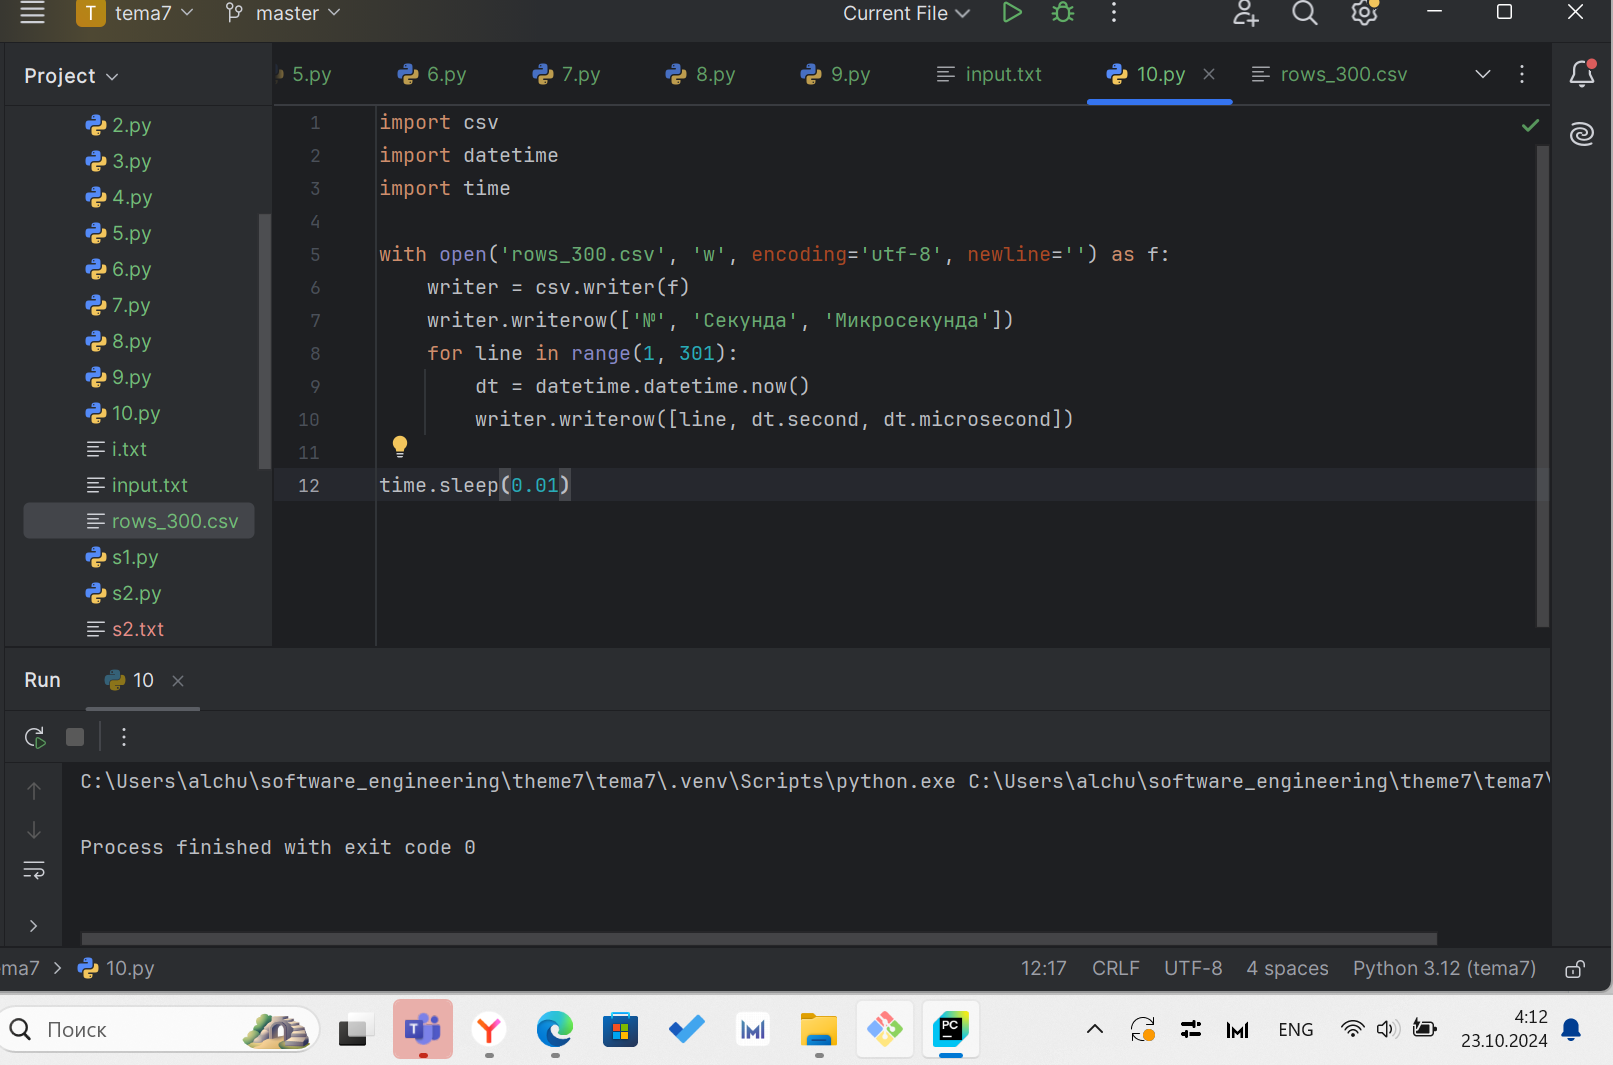 T tema7 master Current File
Project
5.py 6.py 7.py 8.py 9.py input.txt 10.py rows_300.csv
2.py
3.py
4.py
5.py
6.py
7.py
8.py
9.py
10.py
i.txt
input.txt
rows_300.csv
s1.py
s2.py
s2.txt
1 import csv
2 import datetime
3 import time
4
5 with open('rows_300.csv', 'w', encoding='utf-8', newline='') as f:
6 writer = csv.writer(f)
7 writer.writerow(['№', 'Секунда', 'Микросекунда'])
8 for line in range(1, 301):
9 dt = datetime.datetime.now()
10 writer.writerow([line, dt.second, dt.microsecond])
11
12 time.sleep(0.01)
Run 10
C:\Users\alchu\software_engineering\theme7\tema7\.venv\Scripts\python.exe C:\Users\alchu\software_engineering\theme7\tema7\
Process finished with exit code 0
ma7 > 10.py 12:17 CRLF UTF-8 4 spaces Python 3.12 (tema7)
Поиск
PC
ENG
4:12
23.10.2024